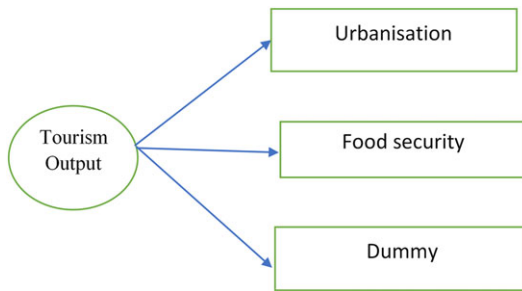 Urbanisation
Tourism
Output
Food security
Dummy